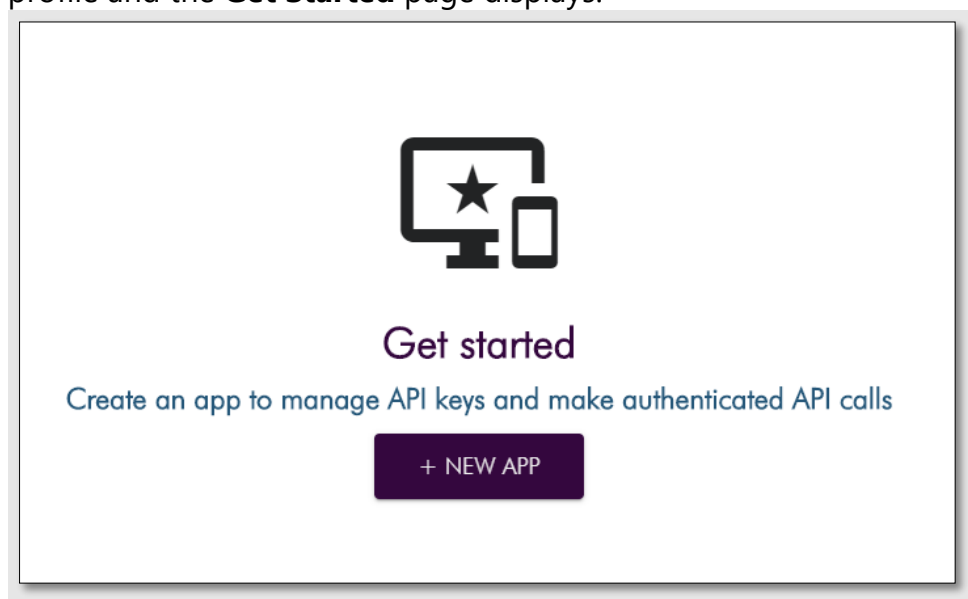 profile and the Get Started page displays.
Get started
Create an app to manage API keys and make authenticated API calls
+ NEW APP